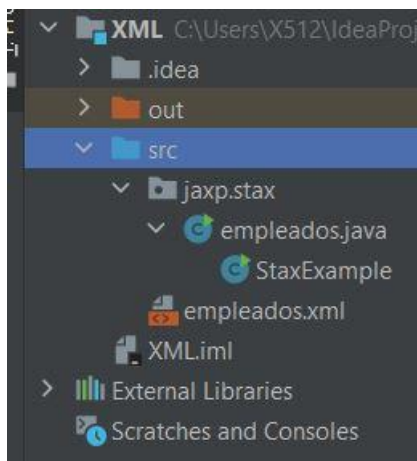 XML C:\Users\X512\IdeaProj
.idea
out
src
jaxp.stax
empleados.java
StaxExample
empleados.xml
XML.iml
External Libraries
Scratches and Consoles